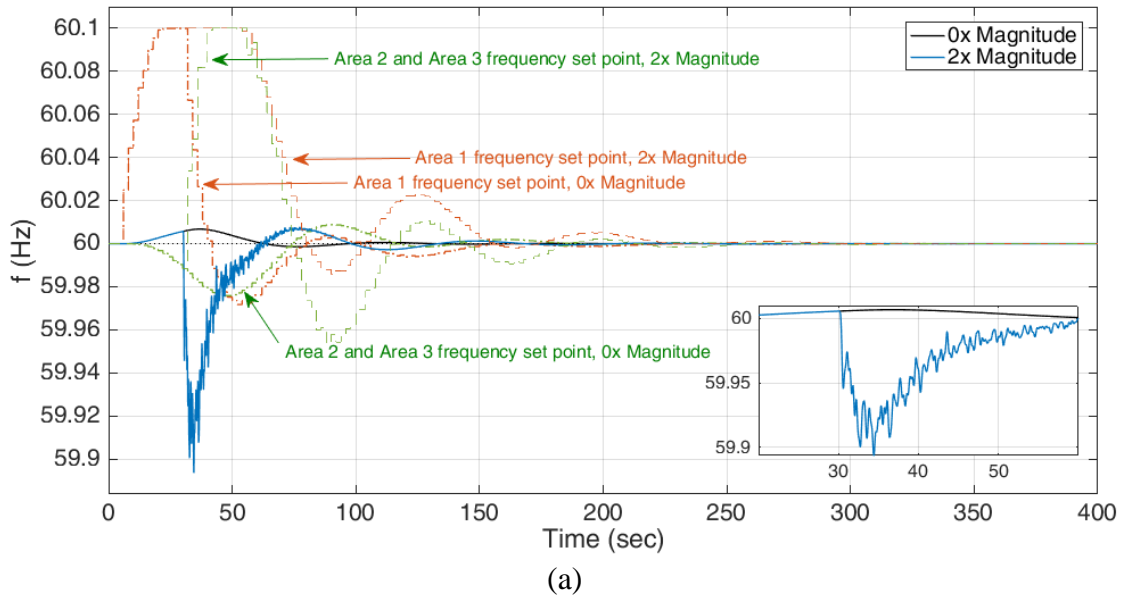 60.1
60.08
60.06
60.04
60.02
60
59.98
59.96
59.94
59.92
59.9
f (Hz)
0x Magnitude
2x Magnitude
Area 2 and Area 3 frequency set point, 2x Magnitude
Area 1 frequency set point, 2x Magnitude
Area 1 frequency set point, 0x Magnitude
Area 2 and Area 3 frequency set point, 0x Magnitude
60
59.95
59.9
30 40 50
0 50 100 150 200 250 300 350 400
Time (sec)
(a)